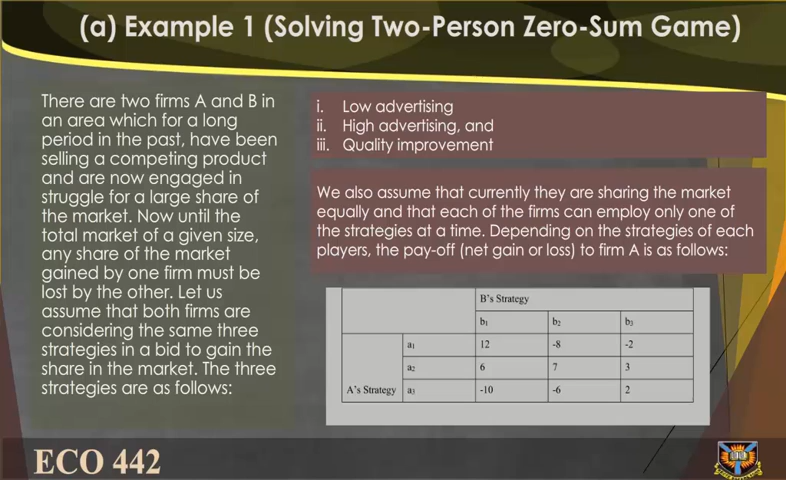 (a) Example 1 (Solving Two-Person Zero-Sum Game)
There are two firms A and B in
an area which for a long
period in the past, have been
selling a competing product
and are now engaged in
struggle for a large share of
the market. Now until the
total market of a given size,
any share of the market
gained by one firm must be
lost by the other. Let us
assume that both firms are
considering the same three
strategies in a bid to gain the
share in the market. The three
strategies are as follows:
i. Low advertising
ii. High advertising, and
iii. Quality improvement
We also assume that currently they are sharing the market
equally and that each of the firms can employ only one of
the strategies at a time. Depending on the strategies of each
players, the pay-off (net gain or loss) to firm A is as follows:
B's Strategy
b1 b2 b3
a1 12 -8 -2
a2 6 7 3
A's Strategy a3 -10 -6 2
ECO 442